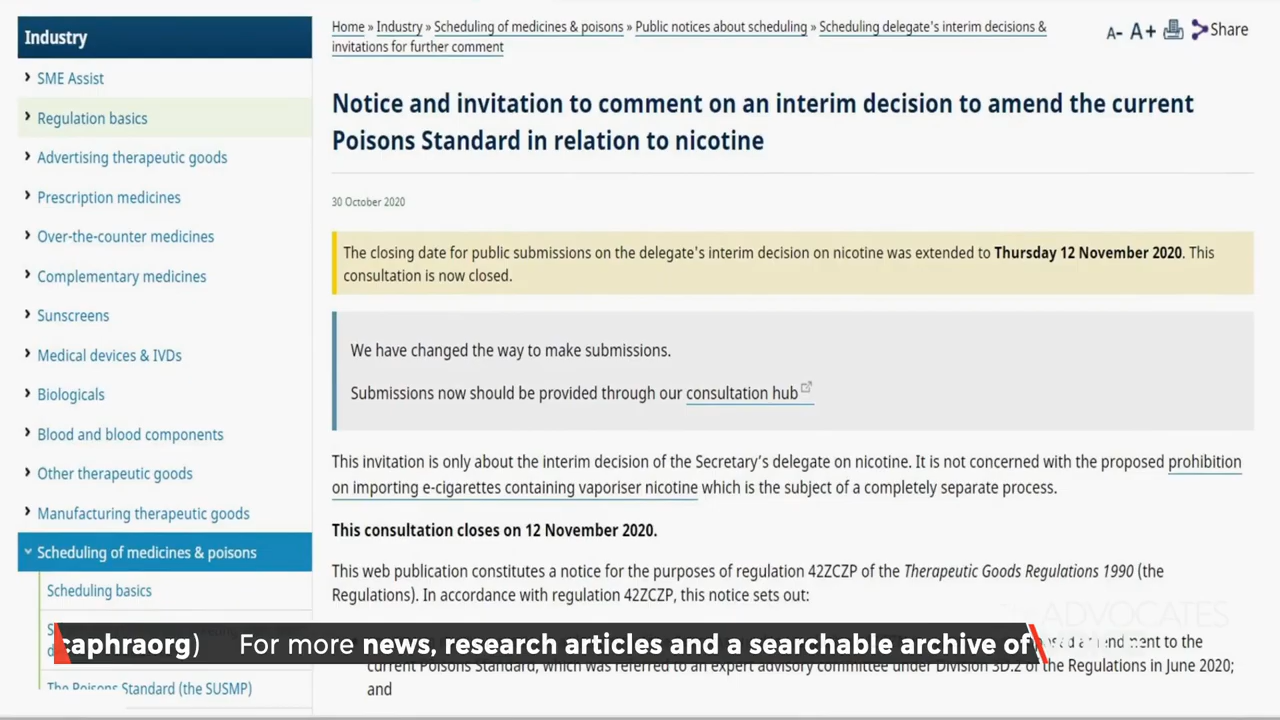 Industry
SME Assist
Regulation basics
Advertising therapeutic goods
Prescription medicines
Over-the-counter medicines
Complementary medicines
Sunscreens
Medical devices & IVDs
Biologicals
Blood and blood components
Other therapeutic goods
Manufacturing therapeutic goods
Scheduling of medicines & poisons
Scheduling basics
The Poisons Standard (the SUSMP)
Home » Industry » Scheduling of medicines & poisons » Public notices about scheduling » Scheduling delegate's interim decisions &
invitations for further comment
A- A+ Share
Notice and invitation to comment on an interim decision to amend the current
Poisons Standard in relation to nicotine
30 October 2020
The closing date for public submissions on the delegate's interim decision on nicotine was extended to Thursday 12 November 2020. This
consultation is now closed.
We have changed the way to make submissions.
Submissions now should be provided through our consultation hub
This invitation is only about the interim decision of the Secretary's delegate on nicotine. It is not concerned with the proposed prohibition
on importing e-cigarettes containing vaporiser nicotine which is the subject of a completely separate process.
This consultation closes on 12 November 2020.
This web publication constitutes a notice for the purposes of regulation 42ZCZP of the Therapeutic Goods Regulations 1990 (the
Regulations). In accordance with regulation 42ZCZP, this notice sets out:
amendment to the
current Poisons Standard, which was referred to an expert advisory committee under Division 3D.2 of the Regulations in June 2020;
and
ADVOCATES
caphraorg) For more news, research articles and a searchable archive of